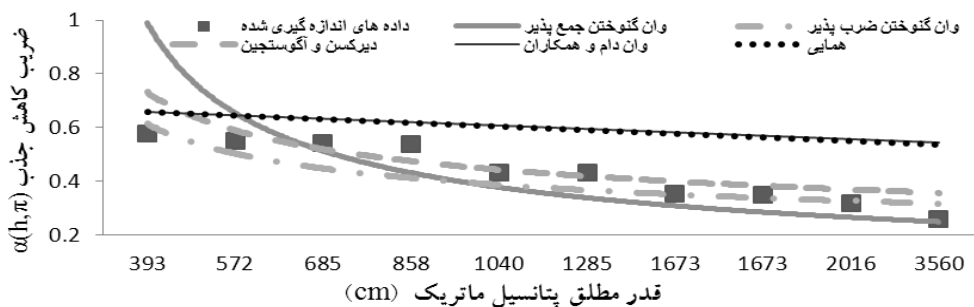 داده های اندازه گیری شده
وان گنوختن جمع پذیر
وان گنوختن ضرب پذیر
دیرکسن و آگوستجین
وان دام و همکاران
همایی
ضریب کاهش جذب α(h,π)
1
0.8
0.6
0.4
0.2
393 572 685 858 1040 1285 1673 1673 2016 3560
قدر مطلق پتانسیل ماتریک (cm)